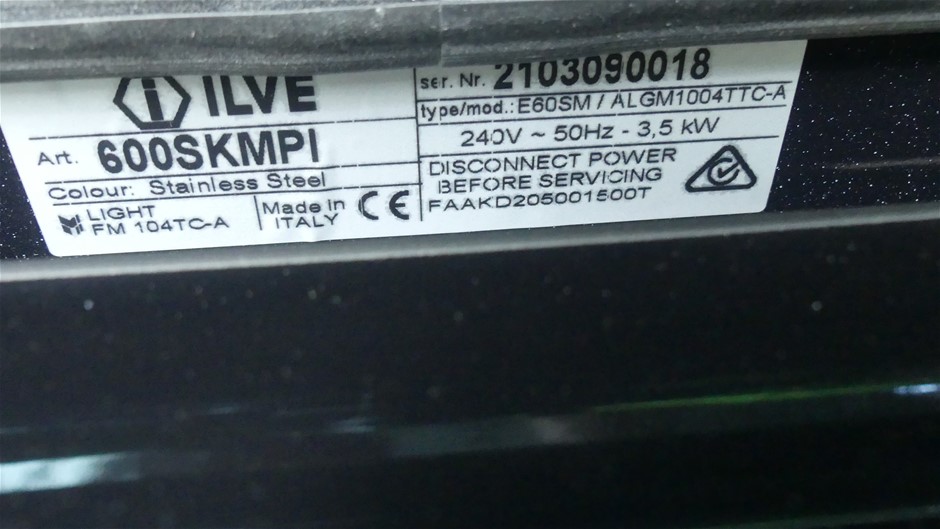 ILVE
ser. Nr. 2103090018
type/mod.: E60SM / ALGM1004TTC-A
Art. 600SKMPI
240V ~ 50Hz - 3,5 kW
Colour: Stainless Steel
DISCONNECT POWER
BEFORE SERVICING
FAAKD205001500T
LIGHT
FM 104TC-A
Made in
ITALY
CE